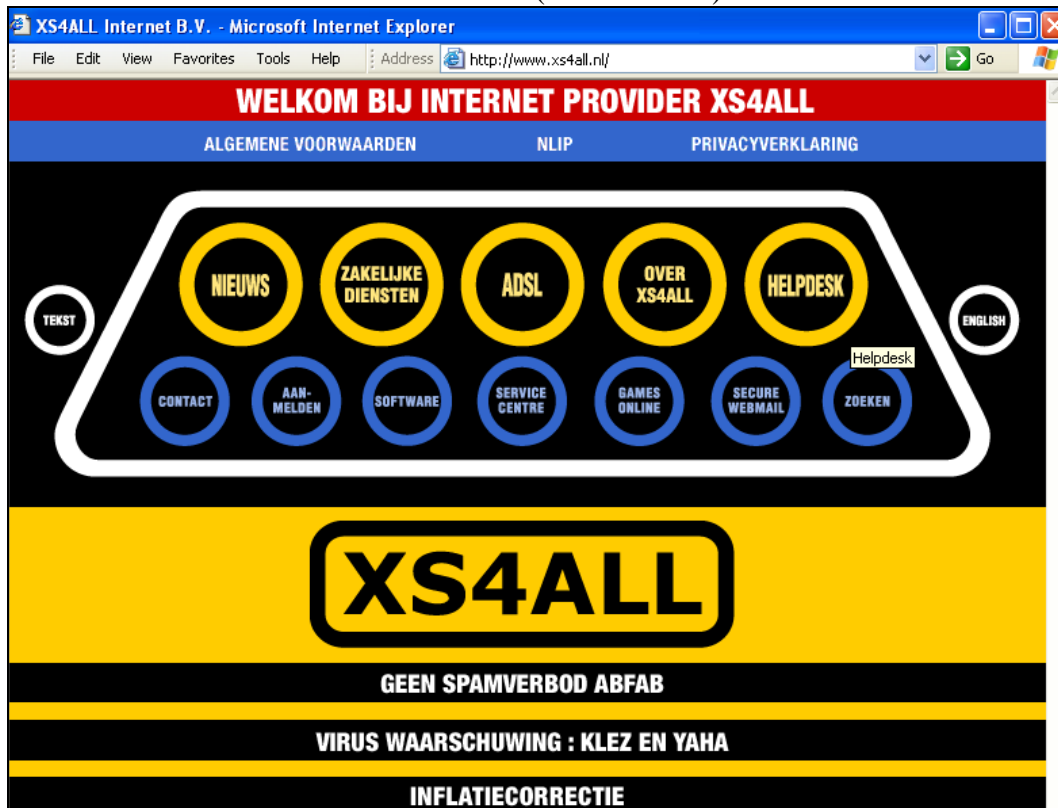 XS4ALL Internet B.V. - Microsoft Internet Explorer
File Edit View Favorites Tools Help Address http://www.xs4all.nl/ Go
WELKOM BIJ INTERNET PROVIDER XS4ALL
ALGEMENE VOORWAARDEN NLIP PRIVACYVERKLARING
NIEUWS
ZAKELIJKE
DIENSTEN
ADSL
OVER
XS4ALL
HELPDESK
TEKST
ENGLISH
Helpdesk
CONTACT
AAN-
MELDEN
SOFTWARE
SERVICE
CENTRE
GAMES
ONLINE
SECURE
WEBMAIL
ZOEKEN
XS4ALL
GEEN SPAMVERBOD ABFAB
VIRUS WAARSCHUWING : KLEZ EN YAHA
INFLATIECORRECTIE